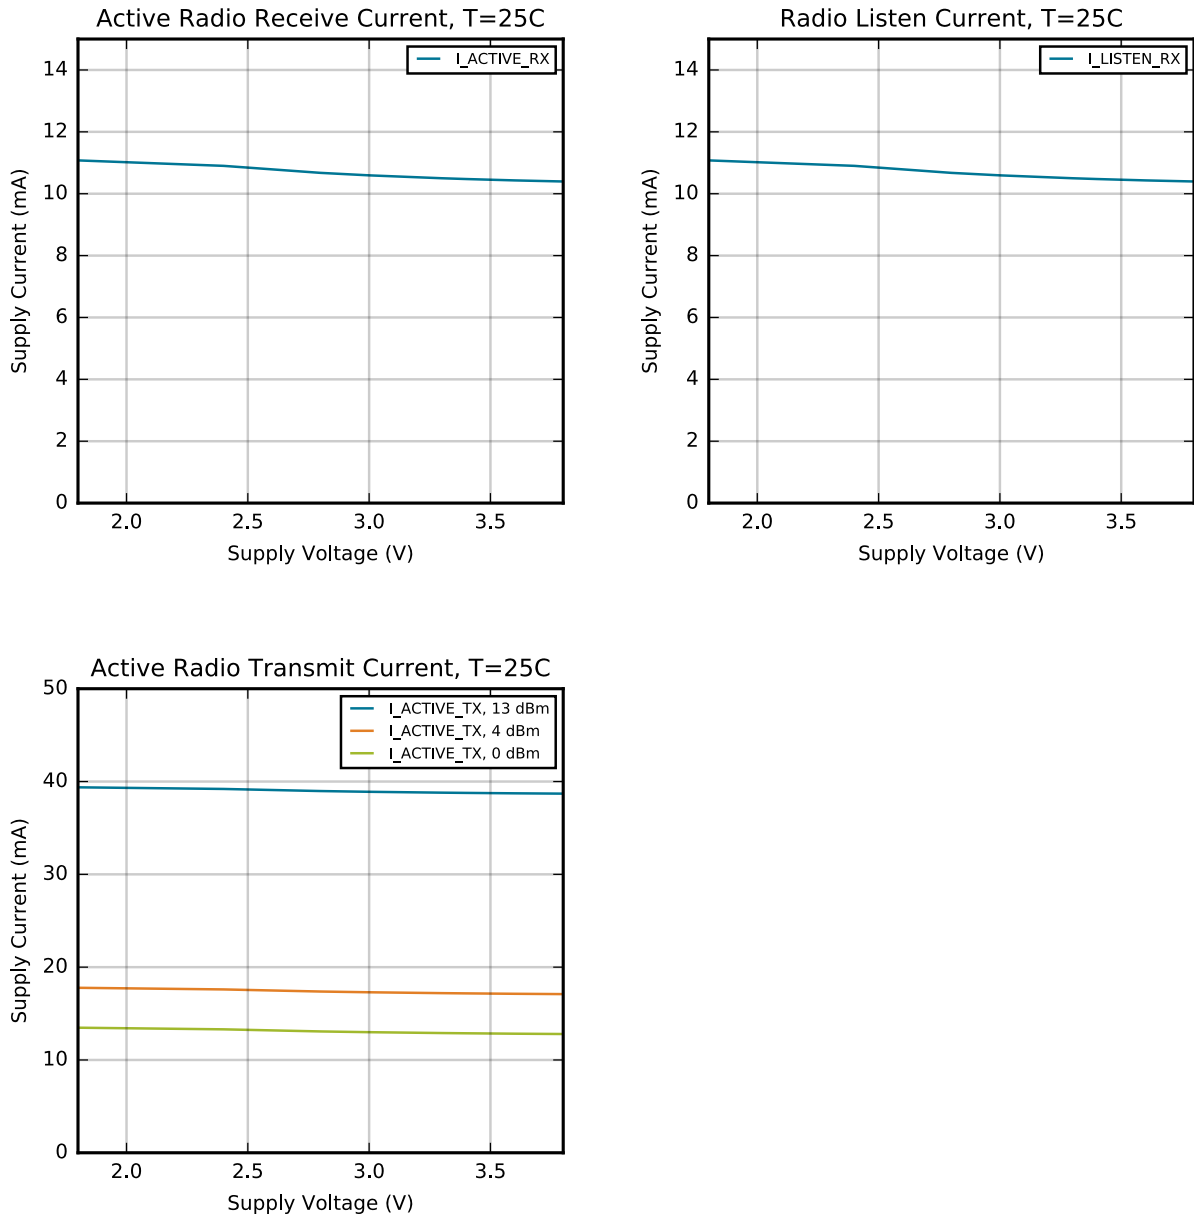 Active Radio Receive Current, T=25C
I_ACTIVE_RX
14
12
10
8
6
4
2
0
Supply Current (mA)
2.0 2.5 3.0 3.5
Supply Voltage (V)
Radio Listen Current, T=25C
I_LISTEN_RX
14
12
10
8
6
4
2
0
Supply Current (mA)
2.0 2.5 3.0 3.5
Supply Voltage (V)
Active Radio Transmit Current, T=25C
I_ACTIVE_TX, 13 dBm
I_ACTIVE_TX, 4 dBm
I_ACTIVE_TX, 0 dBm
50
40
30
20
10
0
Supply Current (mA)
2.0 2.5 3.0 3.5
Supply Voltage (V)